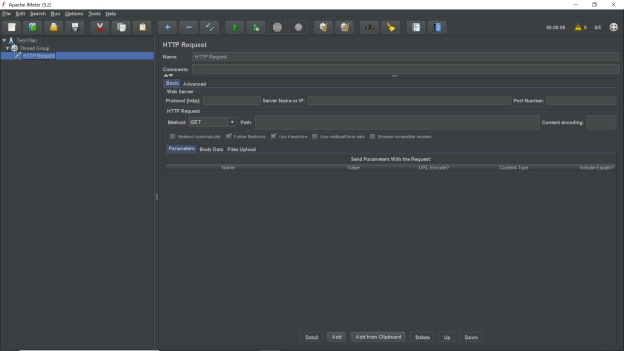 Apache JMeter (5.2)
File Edit Search Run Options Tools Help
00:00:00 0 0/1
Test Plan
Thread Group
HTTP Request
HTTP Request
Name: HTTP Request
Comments:
Basic Advanced
Web Server
Protocol [http]: Server Name or IP: Port Number:
HTTP Request
Method: GET Path: Content encoding:
Redirect Automatically Follow Redirects Use KeepAlive Use multipart/form-data Browser-compatible headers
Parameters Body Data Files Upload
Send Parameters With the Request:
Name: Value URL Encode? Content-Type Include Equals?
Detail Add Add from Clipboard Delete Up Down